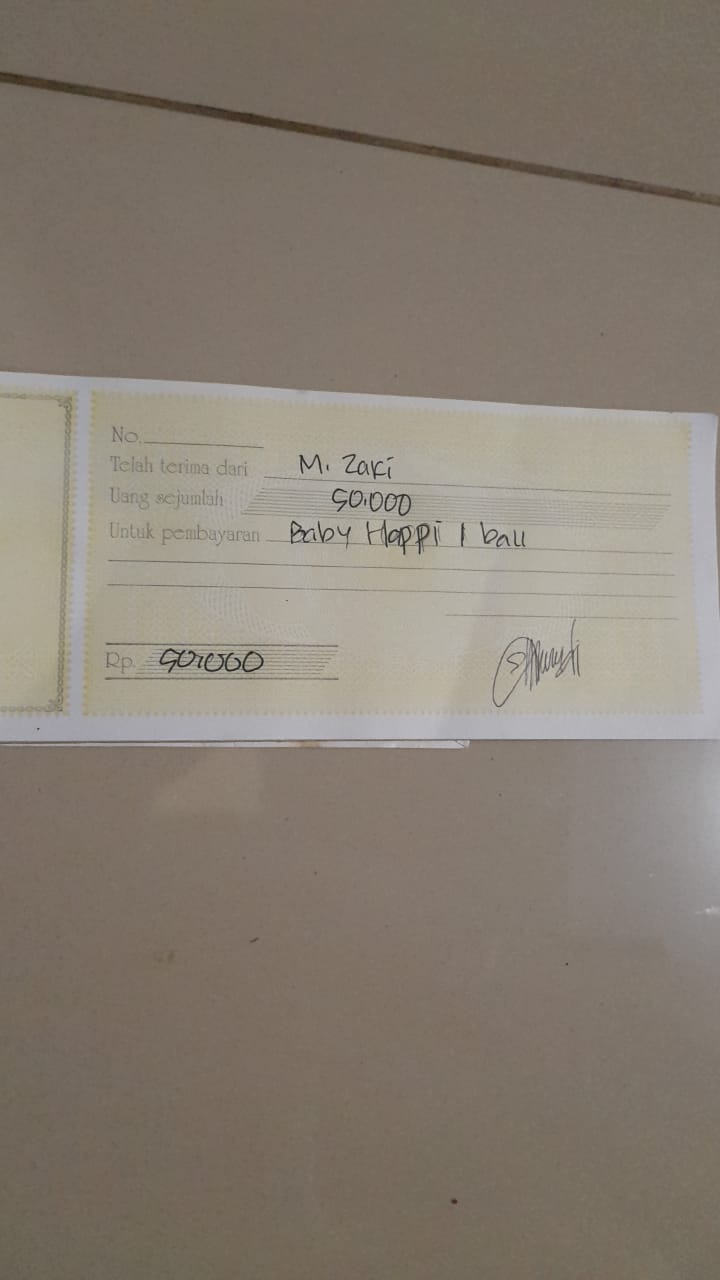 No.
Telah terima dari M. Zaki
Uang sejumlah 50.000
Untuk pembayaran Baby Happi 1 ball
Rp. 50.000